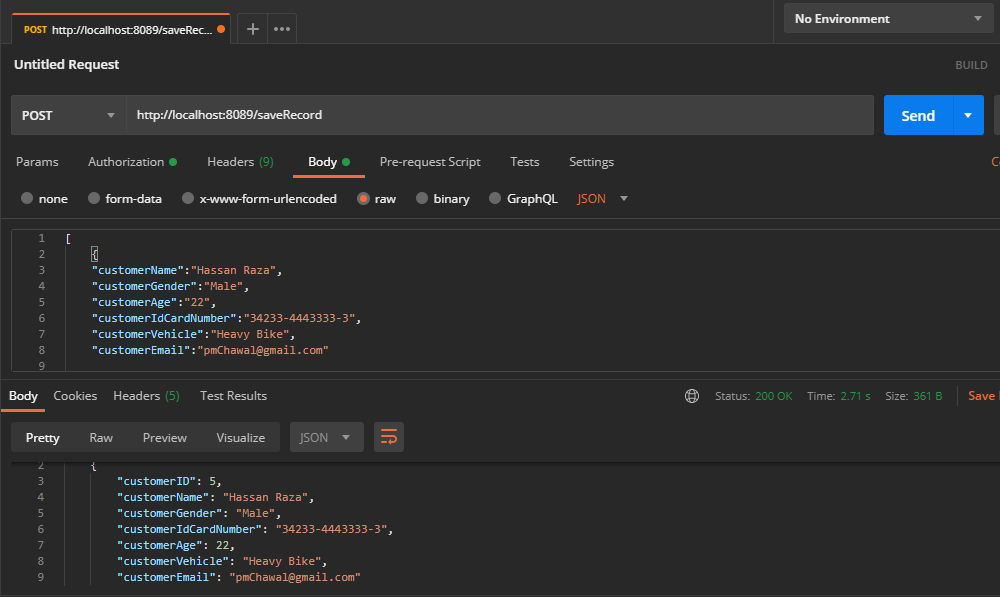 POST http://localhost:8089/saveRec... + ••• No Environment
Untitled Request BUILD
POST http://localhost:8089/saveRecord Send
Params Authorization Headers (9) Body Pre-request Script Tests Settings
none form-data x-www-form-urlencoded raw binary GraphQL JSON
1 [
2 {
3 "customerName":"Hassan Raza",
4 "customerGender":"Male",
5 "customerAge":"22",
6 "customerIdCardNumber":"34233-4443333-3",
7 "customerVehicle":"Heavy Bike",
8 "customerEmail":"pmChawal@gmail.com"
9
Body Cookies Headers (5) Test Results Status: 200 OK Time: 2.71 s Size: 361 B Save
Pretty Raw Preview Visualize JSON
2 {
3 "customerID": 5,
4 "customerName": "Hassan Raza",
5 "customerGender": "Male",
6 "customerIdCardNumber": "34233-4443333-3",
7 "customerAge": 22,
8 "customerVehicle": "Heavy Bike",
9 "customerEmail": "pmChawal@gmail.com"